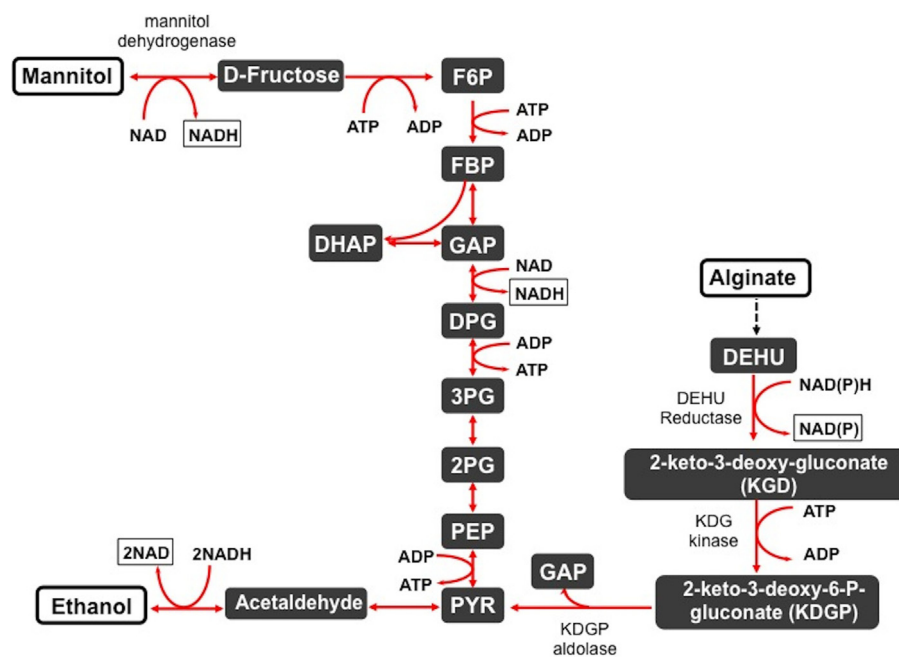 mannitol
dehydrogenase
Mannitol
D-Fructose
F6P
NAD
NADH
ATP
ADP
ATP
ADP
FBP
DHAP
GAP
NAD
NADH
DPG
ADP
ATP
3PG
2PG
PEP
ADP
ATP
PYR
Alginate
DEHU
DEHU
Reductase
NAD(P)H
NAD(P)
2-keto-3-deoxy-gluconate
(KGD)
KDG
kinase
ATP
ADP
2-keto-3-deoxy-6-P-
gluconate (KDGP)
GAP
KDGP
aldolase
2NAD
2NADH
Ethanol
Acetaldehyde